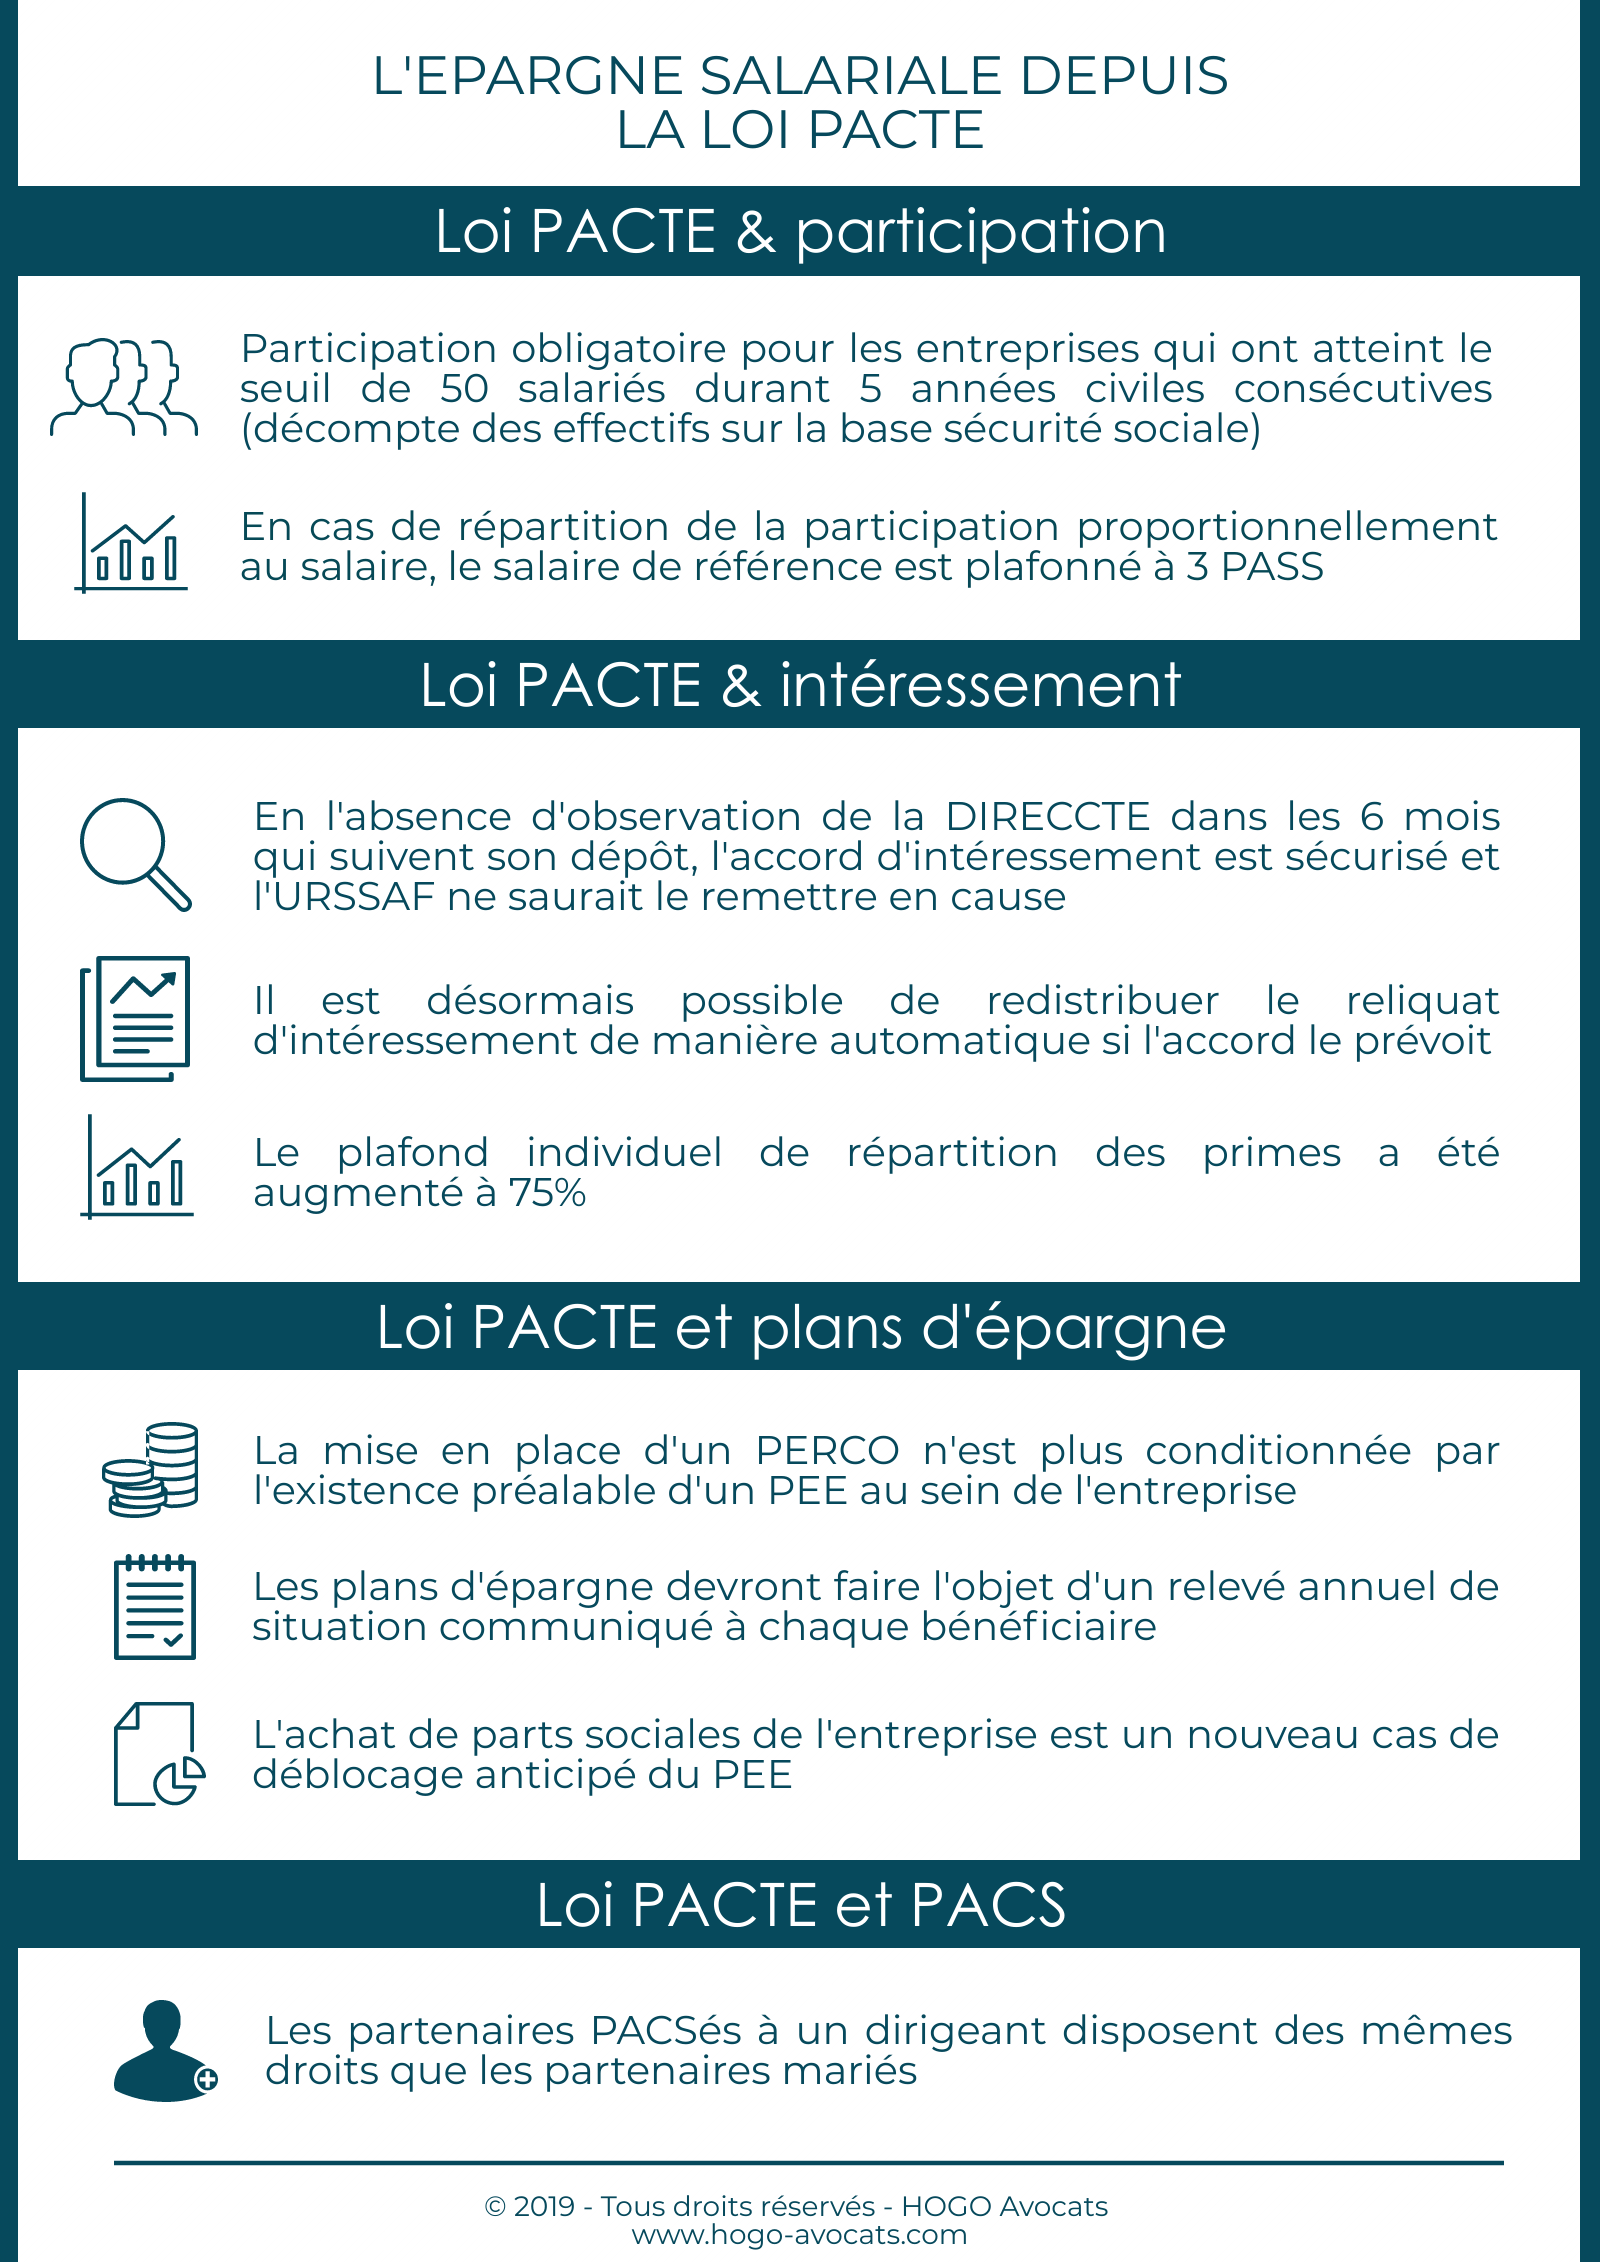 L'EPARGNE SALARIALE DEPUIS
LA LOI PACTE
Loi PACTE & participation
Participation obligatoire pour les entreprises qui ont atteint le
seuil de 50 salariés durant 5 années civiles consécutives
(décompte des effectifs sur la base sécurité sociale)
En cas de répartition de la participation proportionnellement
au salaire, le salaire de référence est plafonné à 3 PASS
Loi PACTE & intéressement
En l'absence d'observation de la DIRECCTE dans les 6 mois
qui suivent son dépôt, l'accord d'intéressement est sécurisé et
l'URSSAF ne saurait le remettre en cause
Il est désormais possible de redistribuer le reliquat
d'intéressement de manière automatique si l'accord le prévoit
Le plafond individuel de répartition des primes a été
augmenté à 75%
Loi PACTE et plans d'épargne
La mise en place d'un PERCO n'est plus conditionnée par
l'existence préalable d'un PEE au sein de l'entreprise
Les plans d'épargne devront faire l'objet d'un relevé annuel de
situation communiqué à chaque bénéficiaire
L'achat de parts sociales de l'entreprise est un nouveau cas de
déblocage anticipé du PEE
Loi PACTE et PACS
Les partenaires PACSés à un dirigeant disposent des mêmes
droits que les partenaires mariés
© 2019 - Tous droits réservés - HOGO Avocats
www.hogo-avocats.com